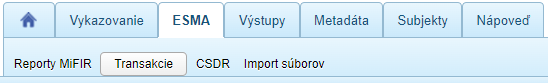 Vykazovanie ESMA Výstupy Metadáta Subjekty Nápoveď
Reporty MiFIR Transakcie CSDR Import súborov